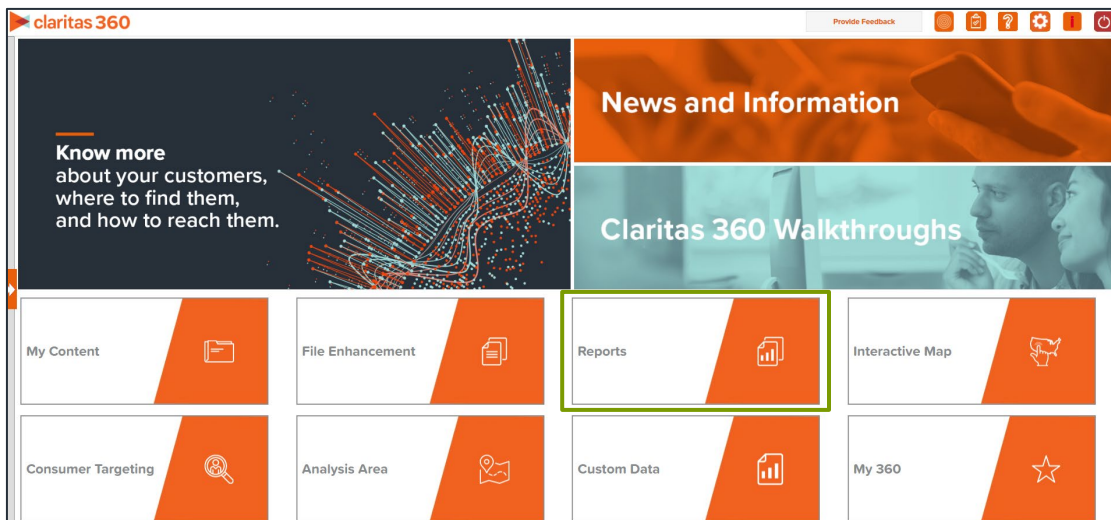 claritas 360
Provide Feedback
Know more
about your customers,
where to find them,
and how to reach them.
News and Information
Claritas 360 Walkthroughs
My Content
File Enhancement
Reports
Interactive Map
Consumer Targeting
Analysis Area
Custom Data
My 360